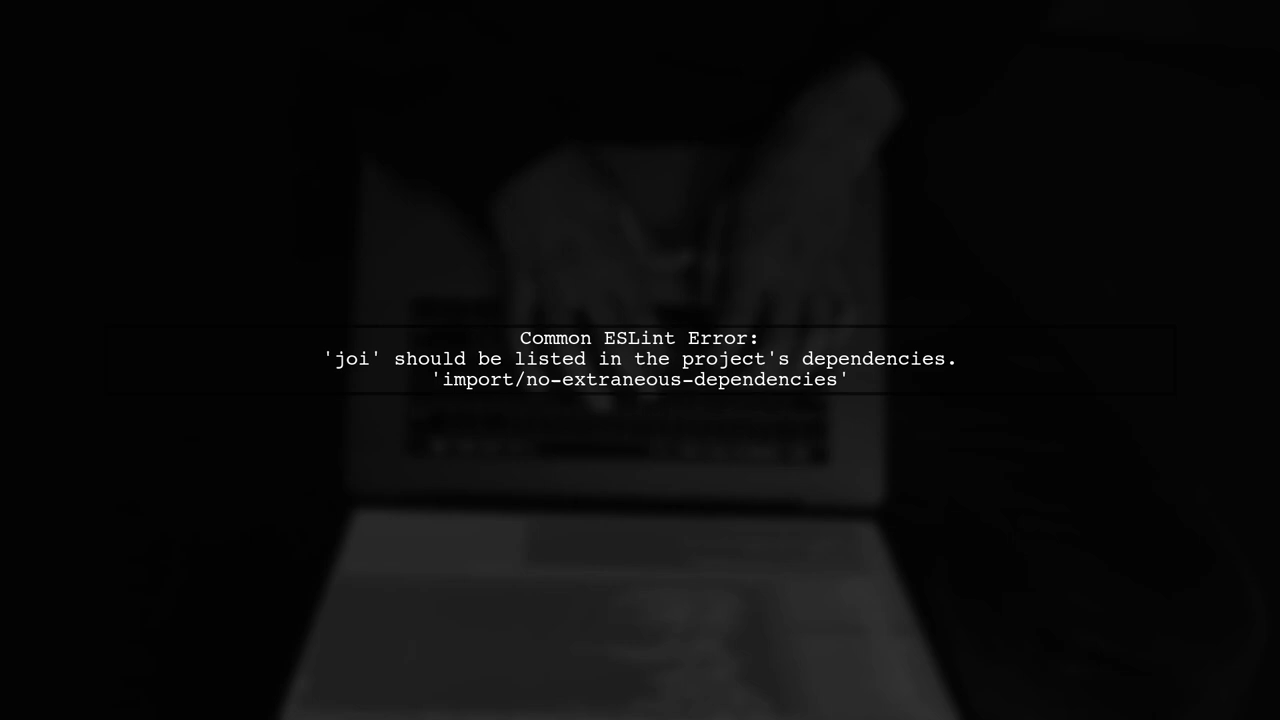 Common ESLint Error:
'joi' should be listed in the project's dependencies.
'import/no-extraneous-dependencies'